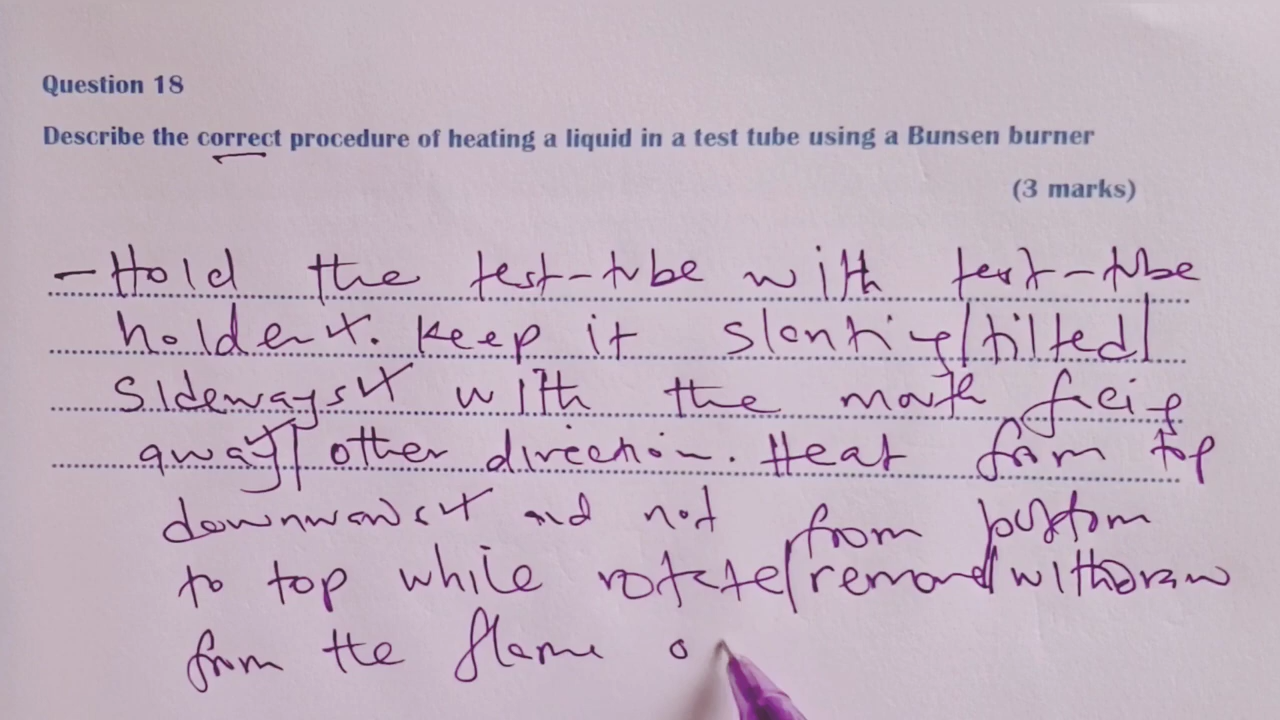 Question 18
Describe the correct procedure of heating a liquid in a test tube using a Bunsen burner
(3 marks)
- Hold the test-tube with test-tube
holder. Keep it slanting/tilted/
sideways with the mouth facing
away/other direction. Heat from top
downwards and not from bottom
to top while rotate/remove/withdraw
from the flame o